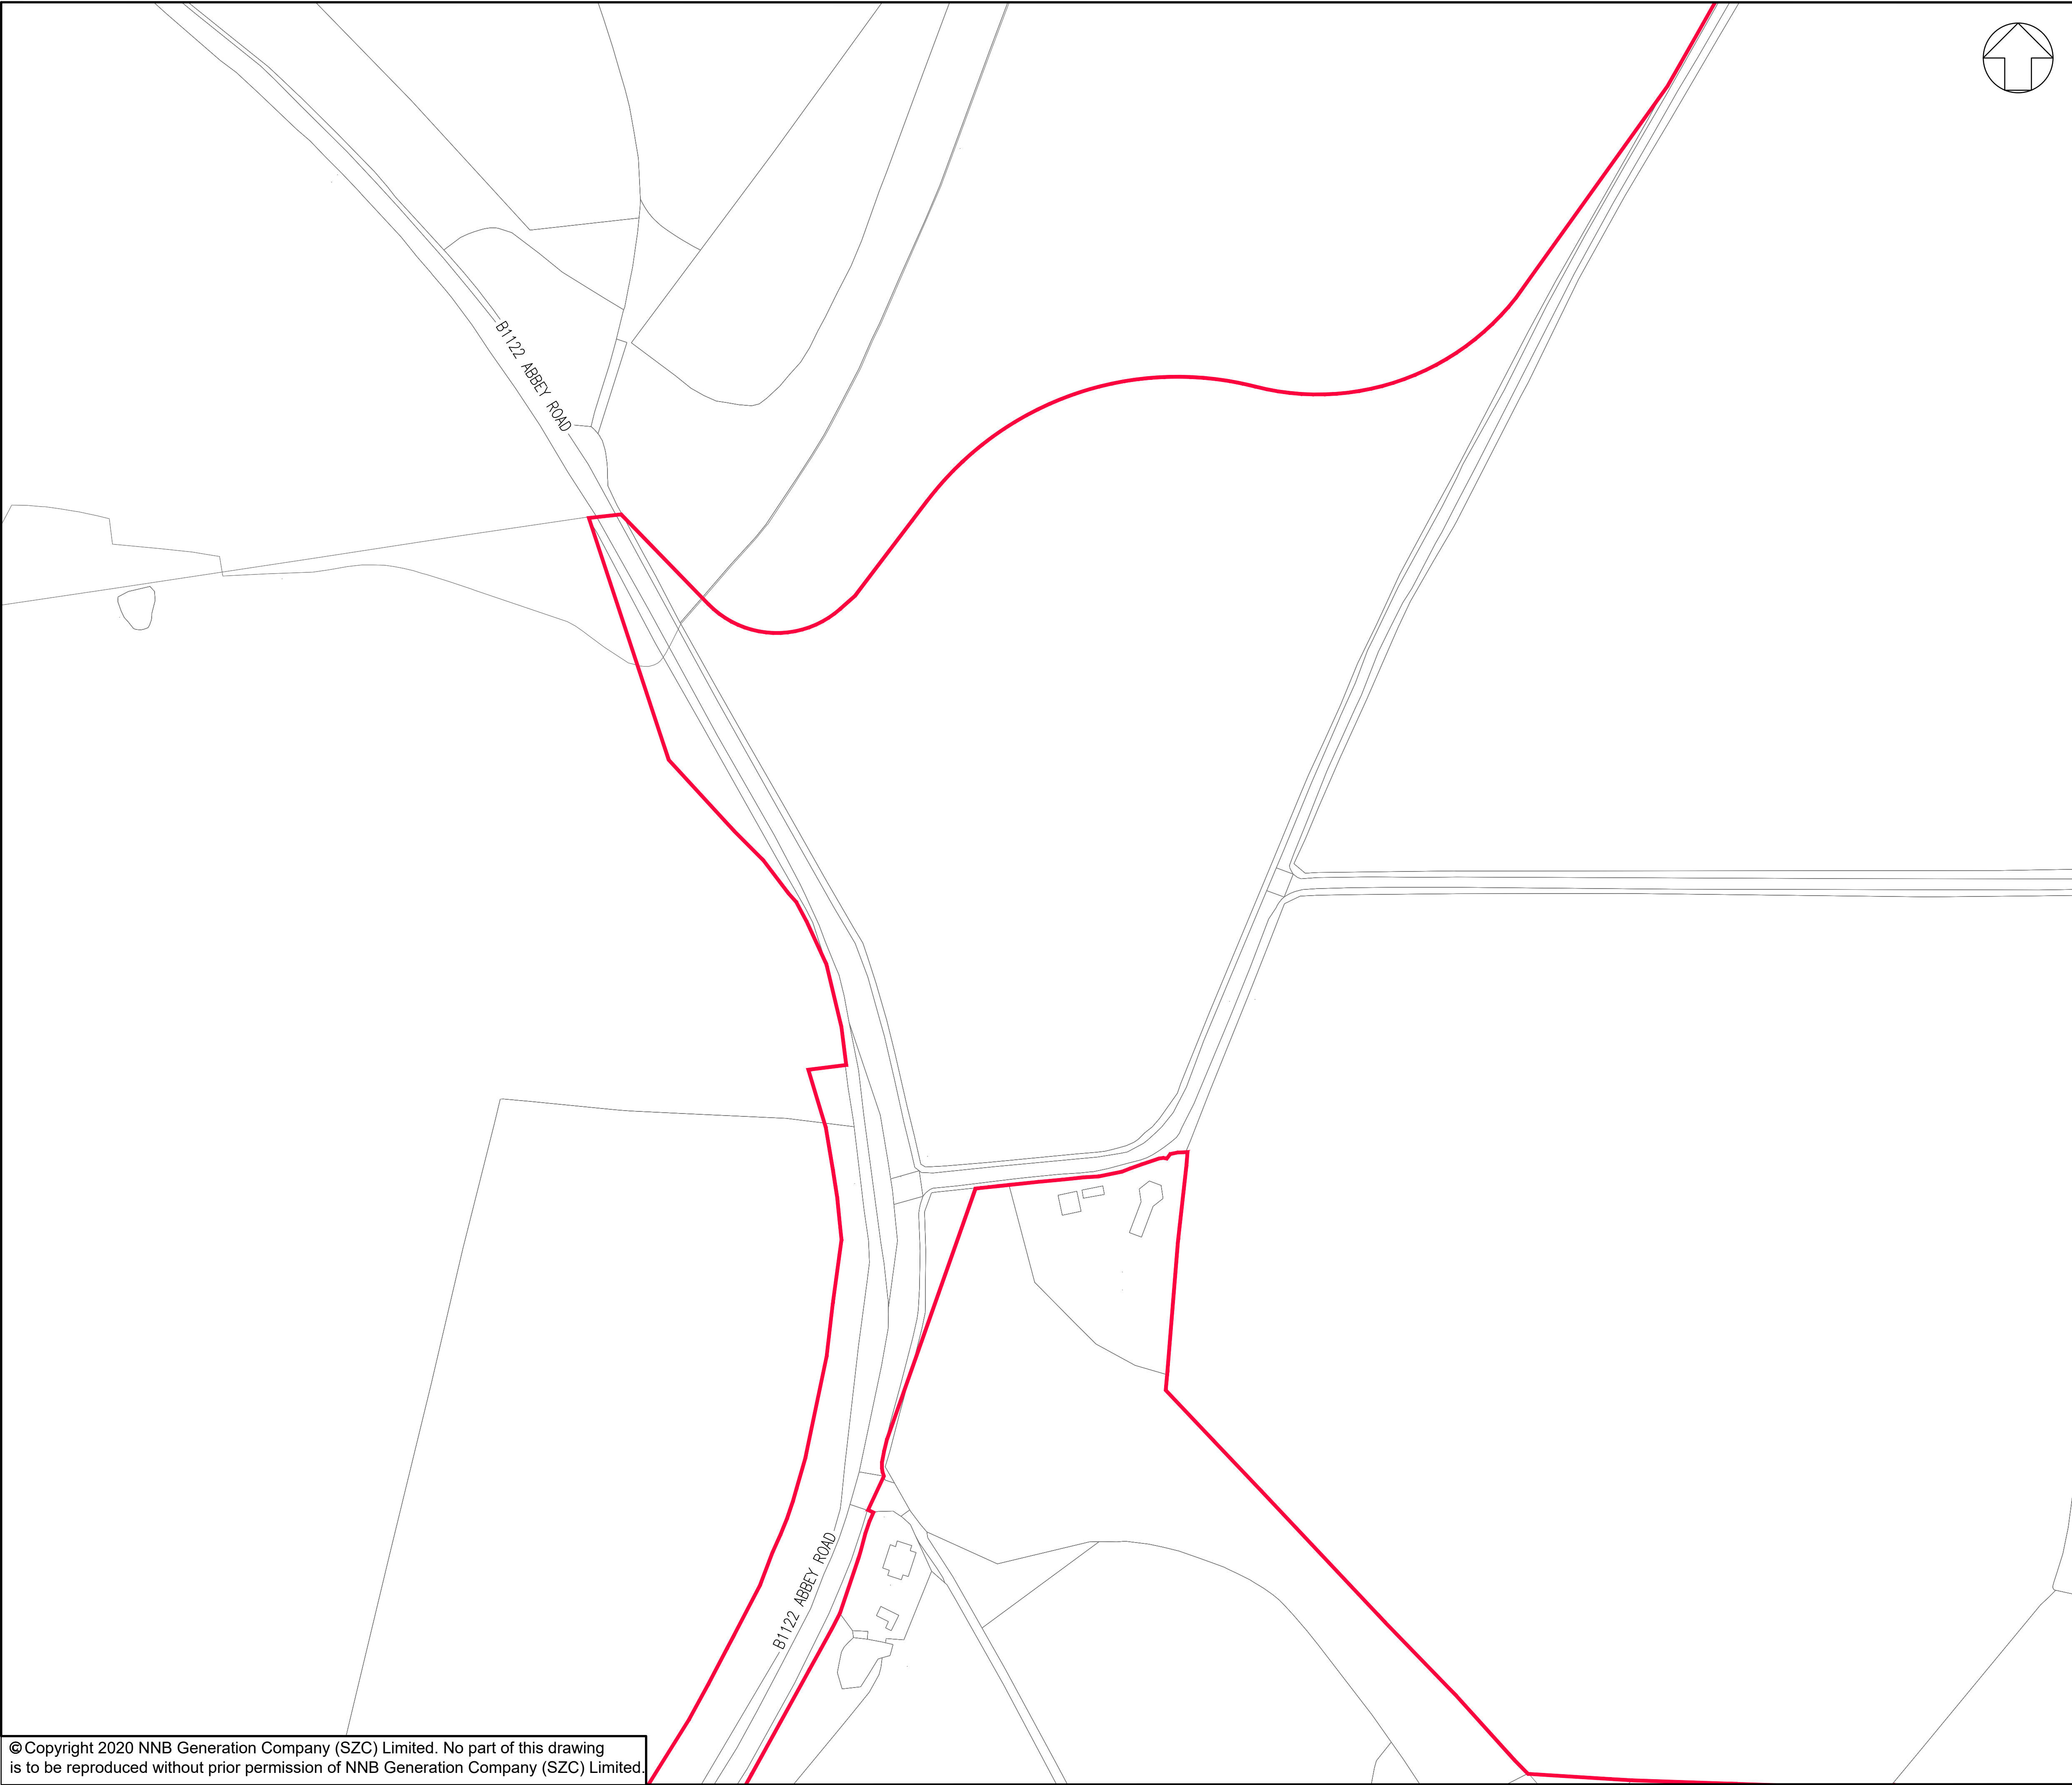 B1122 ABBEY ROAD
B1122 ABBEY ROAD
© Copyright 2020 NNB Generation Company (SZC) Limited. No part of this drawing
is to be reproduced without prior permission of NNB Generation Company (SZC) Limited.